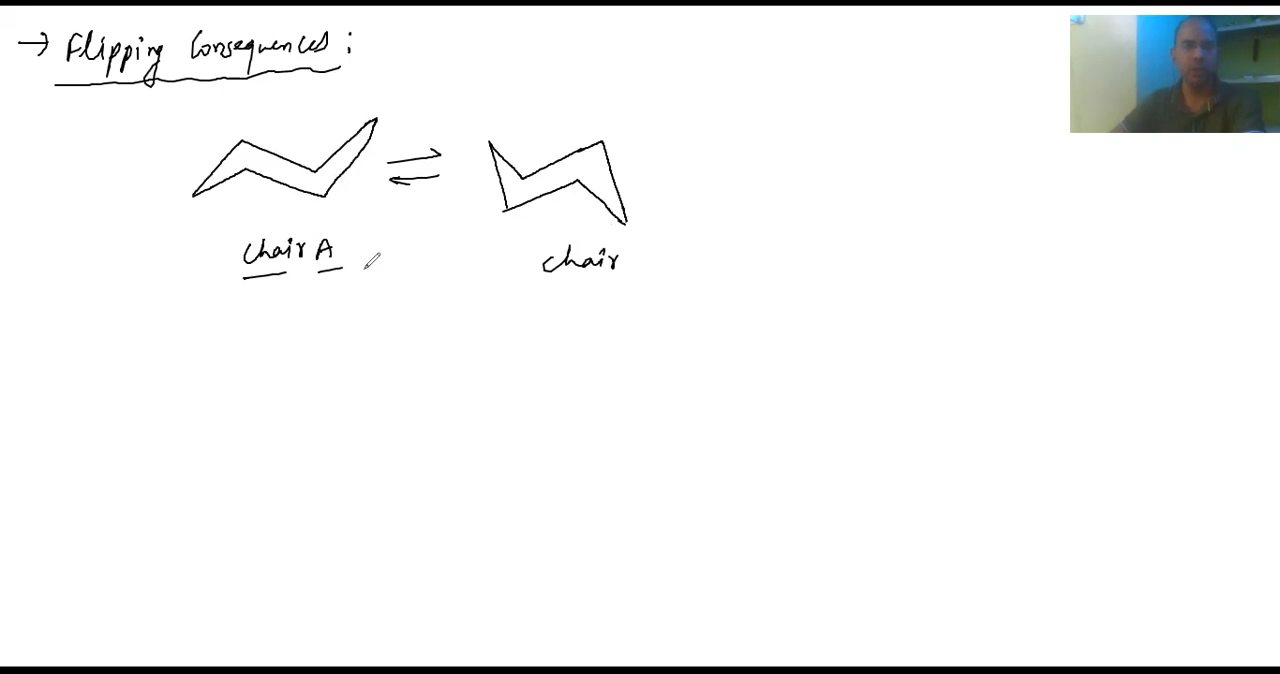 → Flipping Consequences :
Chair A
chair